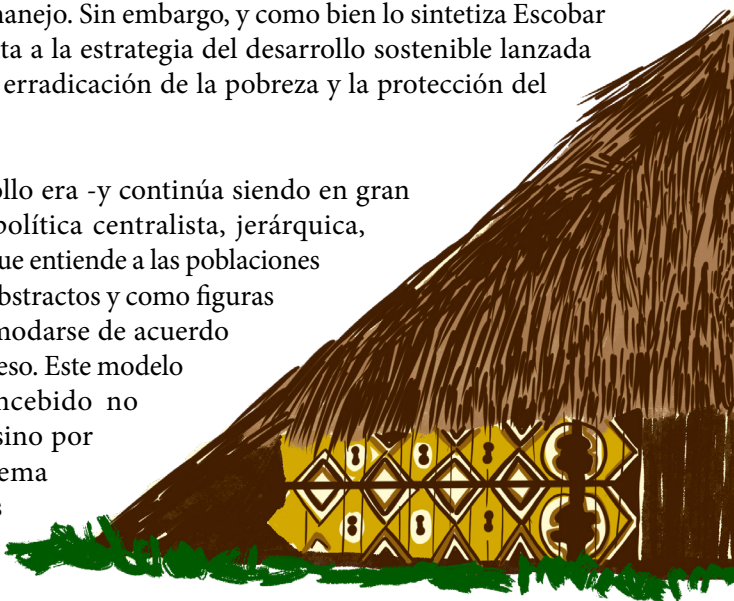 manejo. Sin embargo, y como bien lo sintetiza Escobar
ta a la estrategia del desarrollo sostenible lanzada
erradicación de la pobreza y la protección del
ollo era -y continúa siendo en gran
política centralista, jerárquica,
que entiende a las poblaciones
abstractos y como figuras
modarse de acuerdo
eso. Este modelo
ncebido no
sino por
ema
s